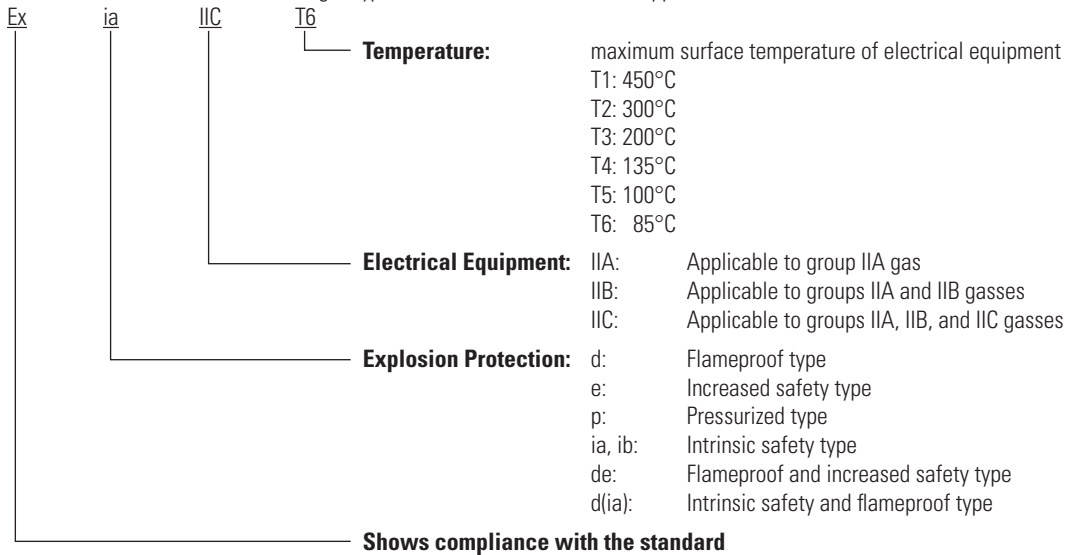 Ex ia IIC T6
Temperature: maximum surface temperature of electrical equipment
T1: 450°C
T2: 300°C
T3: 200°C
T4: 135°C
T5: 100°C
T6: 85°C
Electrical Equipment: IIA: Applicable to group IIA gas
IIB: Applicable to groups IIA and IIB gasses
IIC: Applicable to groups IIA, IIB, and IIC gasses
Explosion Protection: d: Flameproof type
e: Increased safety type
p: Pressurized type
ia, ib: Intrinsic safety type
de: Flameproof and increased safety type
d(ia): Intrinsic safety and flameproof type
Shows compliance with the standard